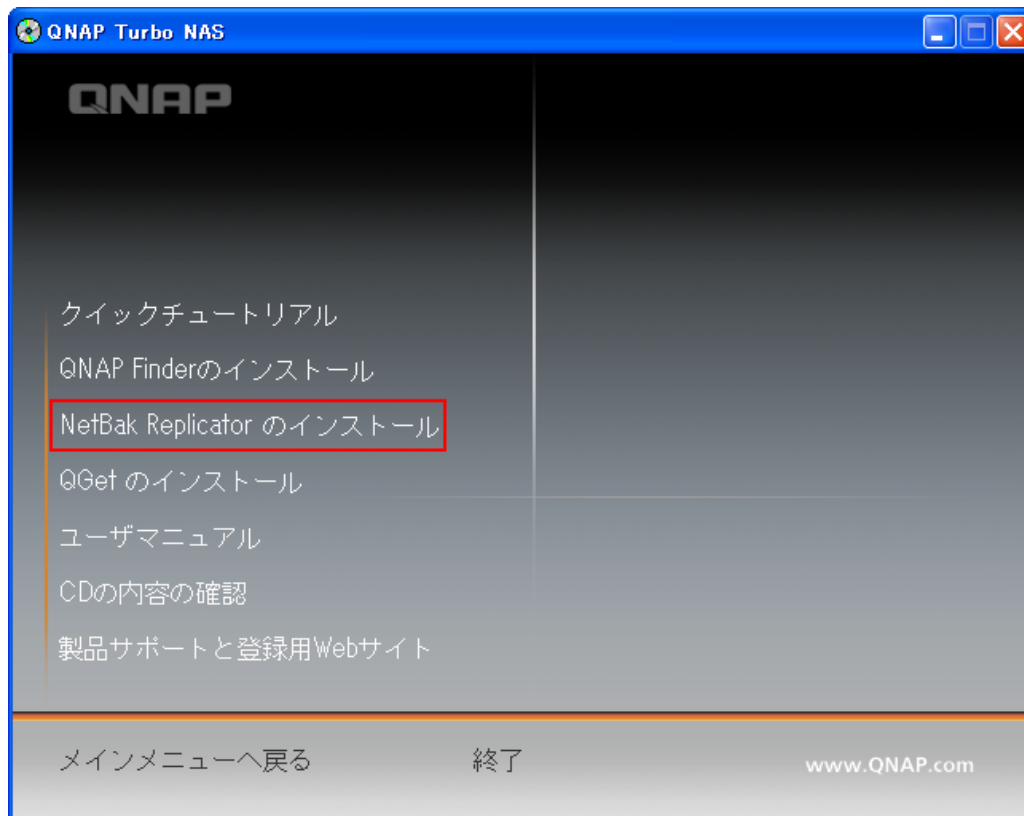 QNAP Turbo NAS
QNAP
クイックチュートリアル
QNAP Finderのインストール
NetBak Replicator のインストール
QGet のインストール
ユーザマニュアル
CDの内容の確認
製品サポートと登録用Webサイト
メインメニューへ戻る 終了 www.QNAP.com